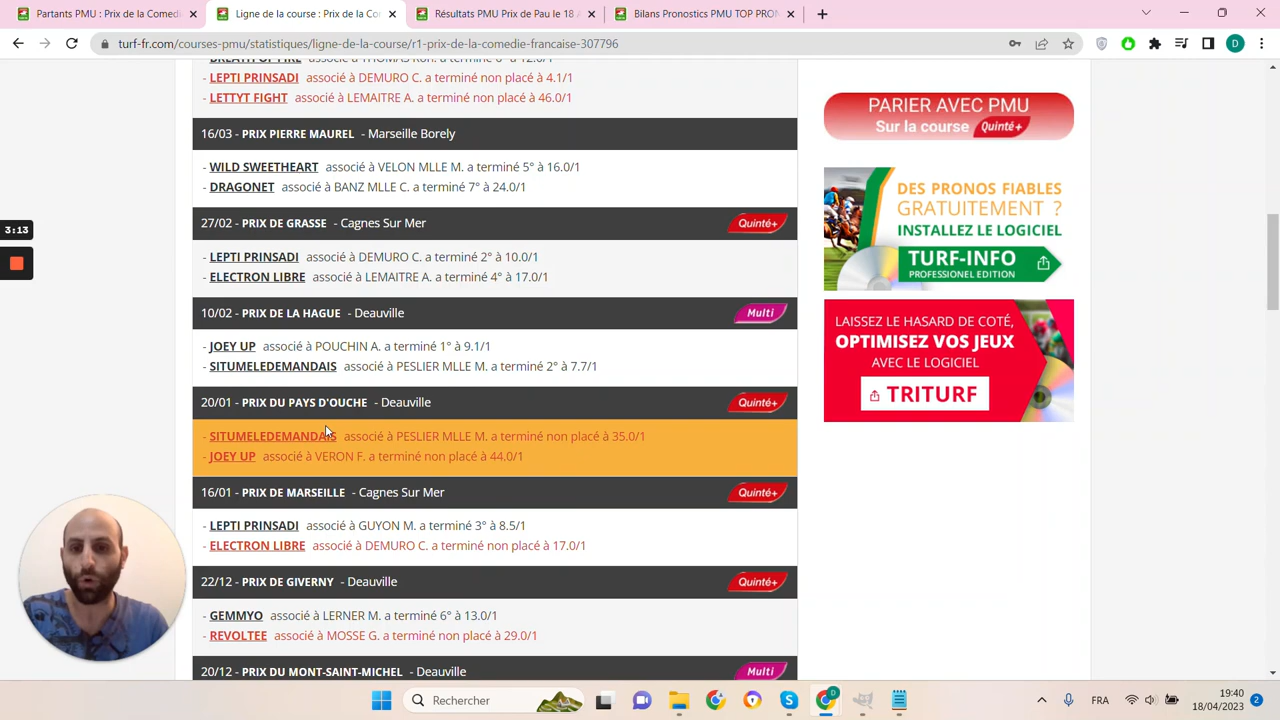 Partants PMU : Prix de la Comed
Ligne de la course : Prix de la Co
Résultats PMU Prix de Pau le 18 A
Bilans Pronostics PMU TOP PRON
turf-fr.com/courses-pmu/statistiques/ligne-de-la-course/r1-prix-de-la-comedie-francaise-307796
- LEPTI PRINSADI associé à DEMURO C. a terminé non placé à 4.1/1
- LETTYT FIGHT associé à LEMAITRE A. a terminé non placé à 46.0/1
16/03 - PRIX PIERRE MAUREL - Marseille Borely
- WILD SWEETHEART associé à VELON MLLE M. a terminé 5° à 16.0/1
- DRAGONET associé à BANZ MLLE C. a terminé 7° à 24.0/1
27/02 - PRIX DE GRASSE - Cagnes Sur Mer Quinté+
- LEPTI PRINSADI associé à DEMURO C. a terminé 2° à 10.0/1
- ELECTRON LIBRE associé à LEMAITRE A. a terminé 4° à 17.0/1
10/02 - PRIX DE LA HAGUE - Deauville Multi
- JOEY UP associé à POUCHIN A. a terminé 1° à 9.1/1
- SITUMELEDEMANDAIS associé à PESLIER MLLE M. a terminé 2° à 7.7/1
20/01 - PRIX DU PAYS D'OUCHE - Deauville Quinté+
- SITUMELEDEMANDAIS associé à PESLIER MLLE M. a terminé non placé à 35.0/1
- JOEY UP associé à VERON F. a terminé non placé à 44.0/1
16/01 - PRIX DE MARSEILLE - Cagnes Sur Mer Quinté+
- LEPTI PRINSADI associé à GUYON M. a terminé 3° à 8.5/1
- ELECTRON LIBRE associé à DEMURO C. a terminé non placé à 17.0/1
22/12 - PRIX DE GIVERNY - Deauville Quinté+
- GEMMYO associé à LERNER M. a terminé 6° à 13.0/1
- REVOLTEE associé à MOSSE G. a terminé non placé à 29.0/1
20/12 - PRIX DU MONT-SAINT-MICHEL - Deauville Multi
PARIER AVEC PMU
Sur la course Quinté+
DES PRONOS FIABLES
GRATUITEMENT ?
INSTALLEZ LE LOGICIEL
TURF-INFO
PROFESSIONEL EDITION
LAISSEZ LE HASARD DE COTÉ,
OPTIMISEZ VOS JEUX
AVEC LE LOGICIEL
TRITURF
3:13
D
Rechercher
FRA
19:40
18/04/2023
2